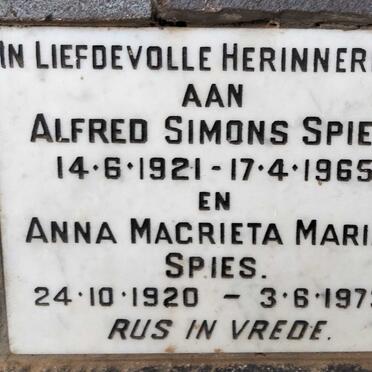 IN LIEFDEVOLLE HERINNER
AAN
ALFRED SIMONS SPIE
14·6·1921 - 17·4·1965
EN
ANNA MAGRIETA MARI
SPIES.
24·10·1920 - 3·6·197
RUS IN VREDE.